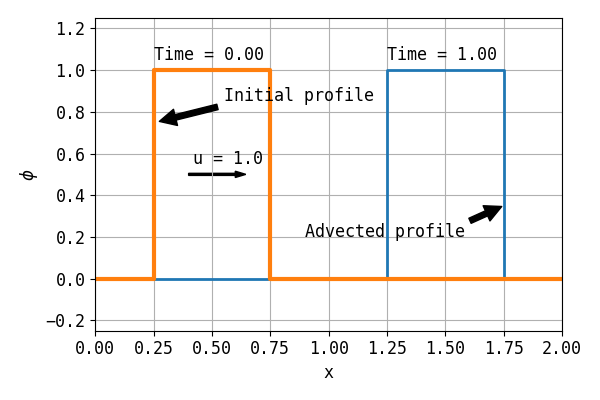 1.2
Time = 0.00
Time = 1.00
1.0
Initial profile
0.8
u = 1.0
0.6
ϕ
0.4
Advected profile
0.2
0.0
−0.2
0.00 0.25 0.50 0.75 1.00 1.25 1.50 1.75 2.00
x